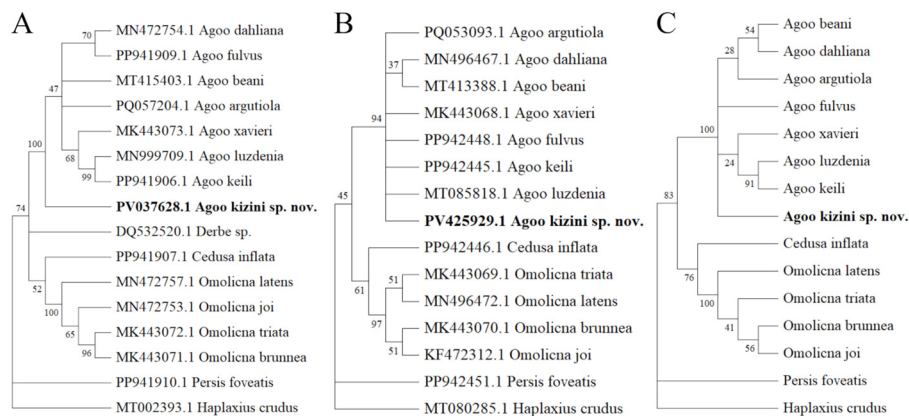 A
MN472754.1 Agoo dahliana
PP941909.1 Agoo fulvus
MT415403.1 Agoo beani
PQ057204.1 Agoo argutiola
MK443073.1 Agoo xavieri
MN999709.1 Agoo luzdenia
PP941906.1 Agoo keili
PV037628.1 Agoo kizini sp. nov.
DQ532520.1 Derbe sp.
PP941907.1 Cedusa inflata
MN472757.1 Omolicna latens
MN472753.1 Omolicna joi
MK443072.1 Omolicna triata
MK443071.1 Omolicna brunnea
PP941910.1 Persis foveatis
MT002393.1 Haplaxius crudus
70
47
100
68
99
74
52
100
65
96
B
PQ053093.1 Agoo argutiola
MN496467.1 Agoo dahliana
MT413388.1 Agoo beani
MK443068.1 Agoo xavieri
PP942448.1 Agoo fulvus
PP942445.1 Agoo keili
MT085818.1 Agoo luzdenia
PV425929.1 Agoo kizini sp. nov.
PP942446.1 Cedusa inflata
MK443069.1 Omolicna triata
MN496472.1 Omolicna latens
MK443070.1 Omolicna brunnea
KF472312.1 Omolicna joi
PP942451.1 Persis foveatis
MT080285.1 Haplaxius crudus
37
94
45
61
51
97
51
C
Agoo beani
Agoo dahliana
Agoo argutiola
Agoo fulvus
Agoo xavieri
Agoo luzdenia
Agoo keili
Agoo kizini sp. nov.
Cedusa inflata
Omolicna latens
Omolicna triata
Omolicna brunnea
Omolicna joi
Persis foveatis
Haplaxius crudus
54
28
100
24
91
83
76
100
41
56